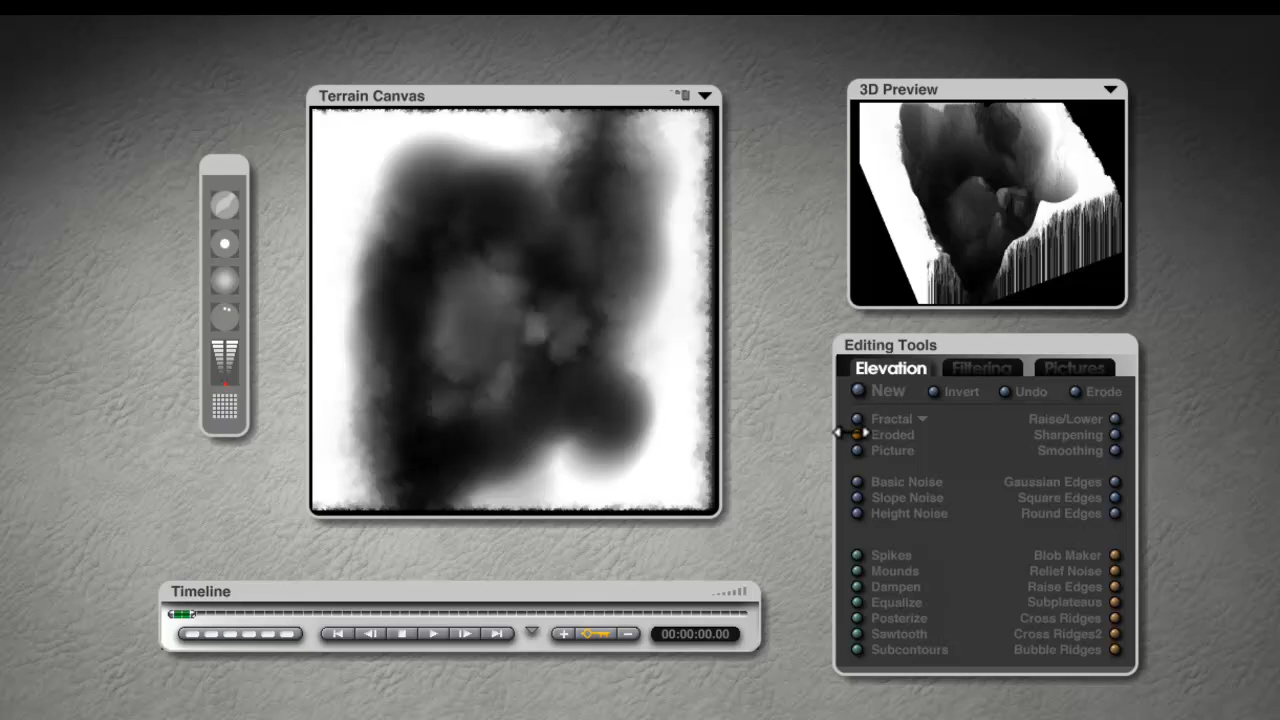 Terrain Canvas
3D Preview
Editing Tools
Elevation Filtering Pictures
New Invert Undo Erode
Fractal Raise/Lower
Eroded Sharpening
Picture Smoothing
Basic Noise Gaussian Edges
Slope Noise Square Edges
Height Noise Round Edges
Spikes Blob Maker
Mounds Relief Noise
Dampen Raise Edges
Equalize Subplateaus
Posterize Cross Ridges
Sawtooth Cross Ridges2
Subcontours Bubble Ridges
Timeline
00:00:00.00